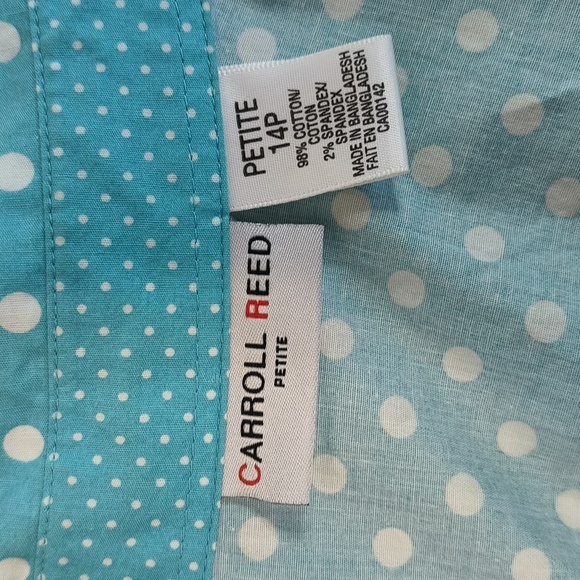 PETITE
14P
98% COTTON/
COTON
2% SPANDEX/
SPANDEX
MADE IN BANGLADESH
FAIT EN BANGLADESH
CA00142
CARROLL REED
PETITE